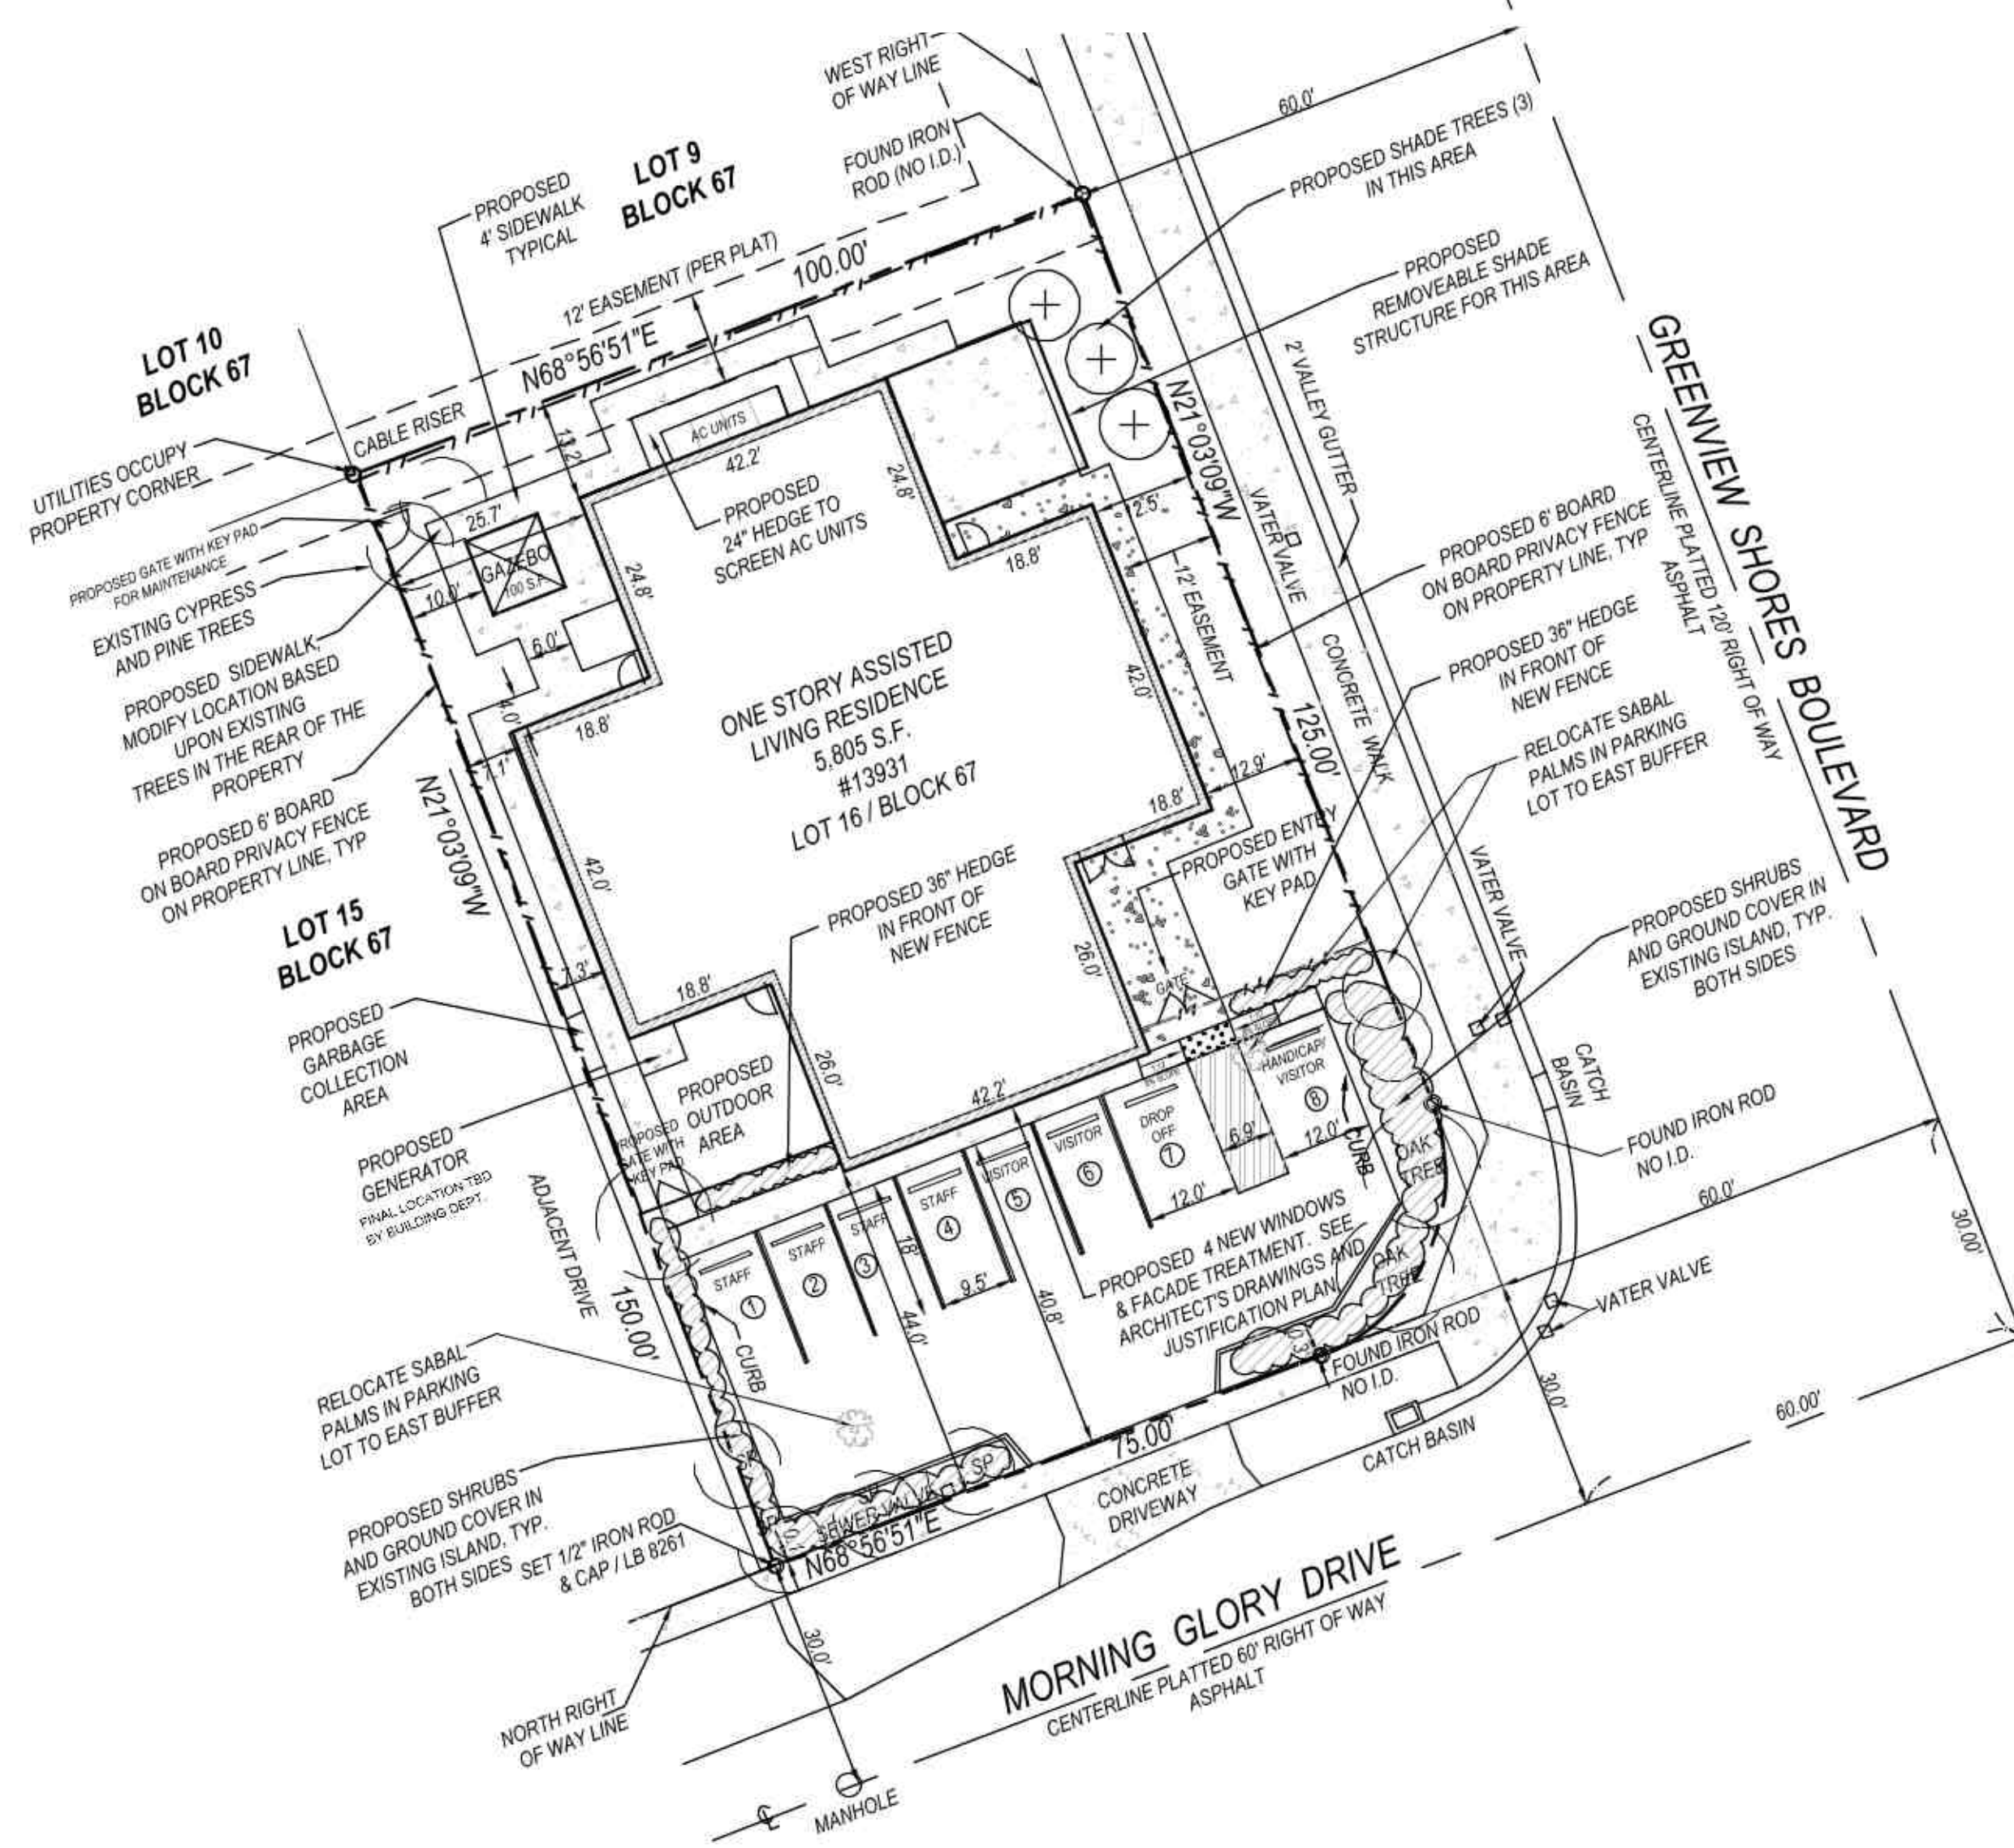 WEST RIGHT
OF WAY LINE
60.0'
FOUND IRON
ROD (NO I.D.)
PROPOSED SHADE TREES (3)
IN THIS AREA
LOT 9
BLOCK 67
PROPOSED
4' SIDEWALK
TYPICAL
12' EASEMENT (PER PLAT)
100.00'
N68°56'51"E
PROPOSED
REMOVEABLE SHADE
STRUCTURE FOR THIS AREA
LOT 10
BLOCK 67
CABLE RISER
UTILITIES OCCUPY
PROPERTY CORNER
PROPOSED GATE WITH KEY PAD
FOR MAINTENANCE
EXISTING CYPRESS
AND PINE TREES
PROPOSED SIDEWALK,
MODIFY LOCATION BASED
UPON EXISTING
TREES IN THE REAR OF THE
PROPERTY
PROPOSED 6' BOARD
ON BOARD PRIVACY FENCE
ON PROPERTY LINE, TYP
13.2'
AC UNITS
42.2'
PROPOSED
24" HEDGE TO
SCREEN AC UNITS
24.8'
18.8'
25.7'
GAZEBO
100 S.F.
10.0'
24.8'
6.0'
4.0'
18.8'
7.1'
N21°03'09"W
2' VALLEY GUTTER
VATER VALVE
12' EASEMENT
GREENVIEW SHORES BOULEVARD
CENTERLINE PLATTED 120' RIGHT OF WAY
ASPHALT
PROPOSED 6' BOARD
ON BOARD PRIVACY FENCE
ON PROPERTY LINE, TYP
PROPOSED 36" HEDGE
IN FRONT OF
NEW FENCE
RELOCATE SABAL
PALMS IN PARKING
LOT TO EAST BUFFER
CONCRETE WALK
125.00'
42.0'
12.9'
18.8'
ONE STORY ASSISTED
LIVING RESIDENCE
5,805 S.F.
#13931
LOT 16 / BLOCK 67
PROPOSED ENTRY
GATE WITH
KEY PAD
VATER VALVE
PROPOSED SHRUBS
AND GROUND COVER IN
EXISTING ISLAND, TYP.
BOTH SIDES
N21°03'09"W
42.0'
LOT 15
BLOCK 67
7.3'
18.8'
PROPOSED 36" HEDGE
IN FRONT OF
NEW FENCE
26.0'
GATE
PROPOSED
GARBAGE
COLLECTION
AREA
PROPOSED
GENERATOR
FINAL LOCATION TBD
BY BUILDING DEPT.
PROPOSED
OUTDOOR
AREA
26.0'
42.2'
KEY PAD
HANDICAP/
VISITOR
8
12.0'
6.9'
CURB
DROP
OFF
7
12.0'
VISITOR
6
VISITOR
5
STAFF
4
STAFF
3
STAFF
2
STAFF
1
18'
9.5'
44.0'
40.8'
CATCH
BASIN
FOUND IRON ROD
NO I.D.
OAK
TREE
OAK
TREE
PROPOSED 4 NEW WINDOWS
& FACADE TREATMENT. SEE
ARCHITECT'S DRAWINGS AND
JUSTIFICATION PLAN
60.0'
30.00'
VATER VALVE
ADJACENT DRIVE
150.00'
CURB
RELOCATE SABAL
PALMS IN PARKING
LOT TO EAST BUFFER
PROPOSED SHRUBS
AND GROUND COVER IN
EXISTING ISLAND, TYP.
BOTH SIDES
SET 1/2" IRON ROD
& CAP / LB 8261
SP
SEWER VALVE
N68°56'51"E
75.00'
FOUND IRON ROD
NO I.D.
30.0'
60.00'
CONCRETE
DRIVEWAY
CATCH BASIN
30.0'
MORNING GLORY DRIVE
CENTERLINE PLATTED 60' RIGHT OF WAY
ASPHALT
NORTH RIGHT
OF WAY LINE
MANHOLE